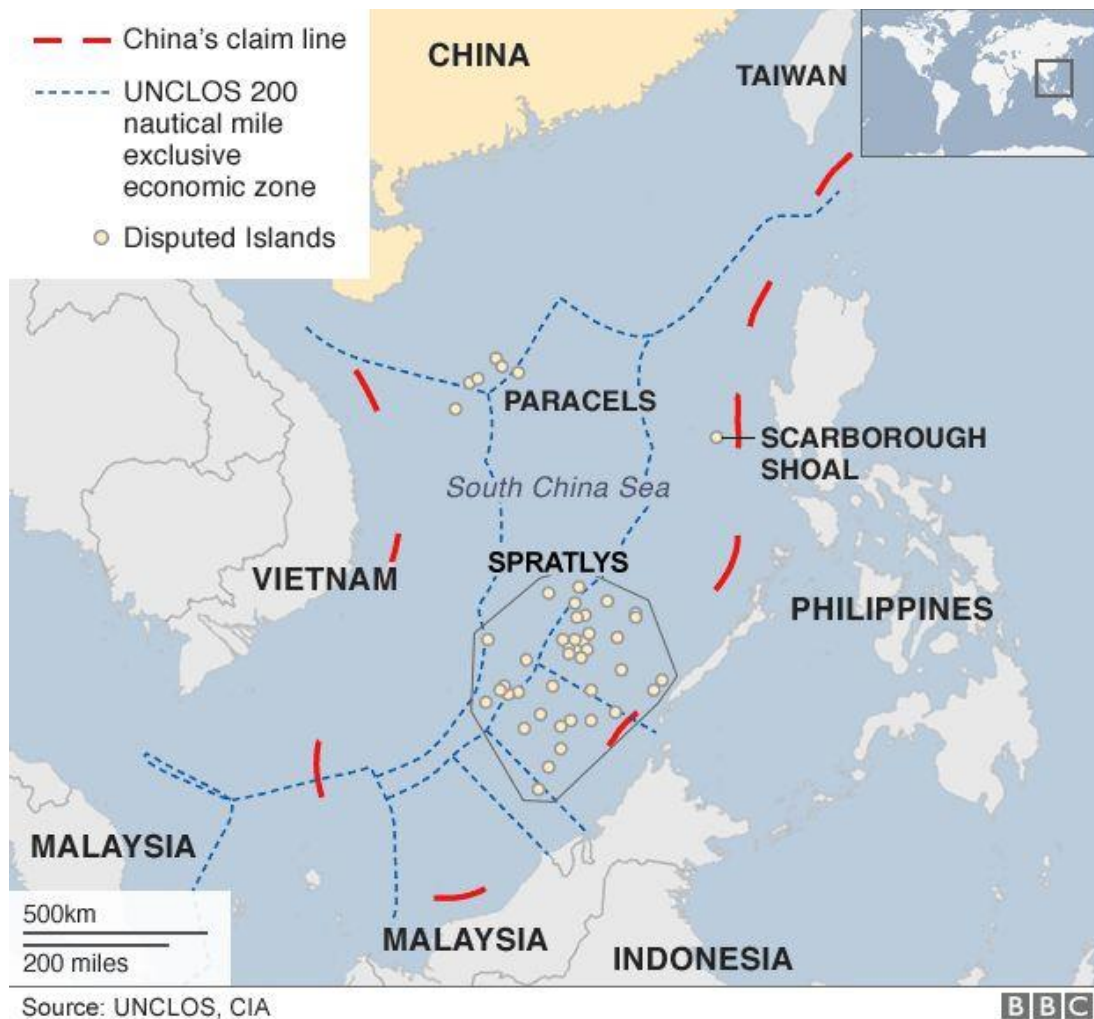 China's claim line
UNCLOS 200
nautical mile
exclusive
economic zone
Disputed Islands
CHINA
TAIWAN
PARACELS
SCARBOROUGH
SHOAL
South China Sea
SPRATLYS
VIETNAM
PHILIPPINES
MALAYSIA
500km
200 miles
MALAYSIA
INDONESIA
Source: UNCLOS, CIA
BBC